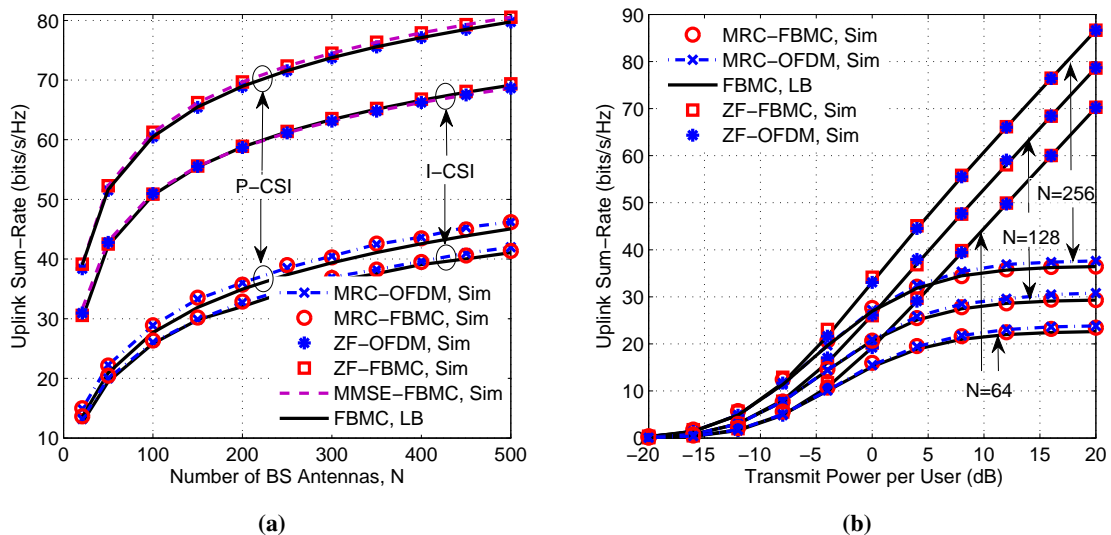 Uplink Sum-Rate (bits/s/Hz)
80
70
60
50
40
30
20
10
P-CSI
I-CSI
MRC-OFDM, Sim
MRC-FBMC, Sim
ZF-OFDM, Sim
ZF-FBMC, Sim
MMSE-FBMC, Sim
FBMC, LB
0 100 200 300 400 500
Number of BS Antennas, N
(a)
Uplink Sum-Rate (bits/s/Hz)
90
80
70
60
50
40
30
20
10
0
MRC-FBMC, Sim
MRC-OFDM, Sim
FBMC, LB
ZF-FBMC, Sim
ZF-OFDM, Sim
N=256
N=128
N=64
-20 -15 -10 -5 0 5 10 15 20
Transmit Power per User (dB)
(b)